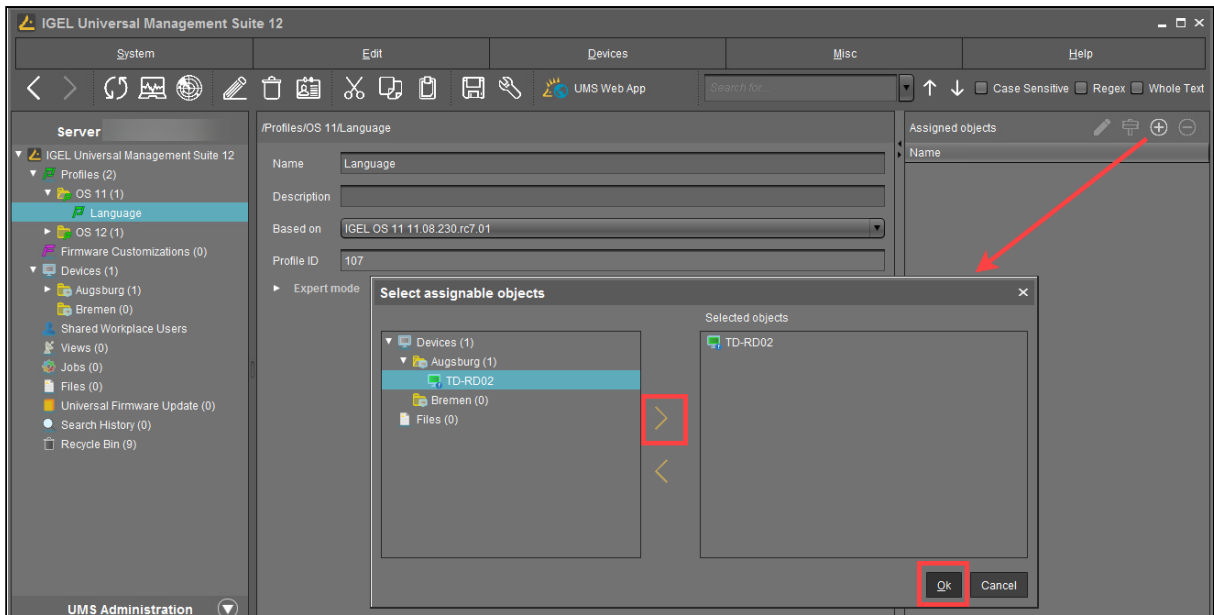 IGEL Universal Management Suite 12
System Edit Devices Misc Help
UMS Web App Search for... Case Sensitive Regex Whole Text
Server
IGEL Universal Management Suite 12
Profiles (2)
OS 11 (1)
Language
OS 12 (1)
Firmware Customizations (0)
Devices (1)
Augsburg (1)
Bremen (0)
Shared Workplace Users
Views (0)
Jobs (0)
Files (0)
Universal Firmware Update (0)
Search History (0)
Recycle Bin (9)
UMS Administration
/Profiles/OS 11/Language
Name Language
Description
Based on IGEL OS 11 11.08.230.rc7.01
Profile ID 107
Expert mode
Assigned objects
Name
Select assignable objects
Devices (1)
Augsburg (1)
TD-RD02
Bremen (0)
Files (0)
Selected objects
TD-RD02
Ok Cancel